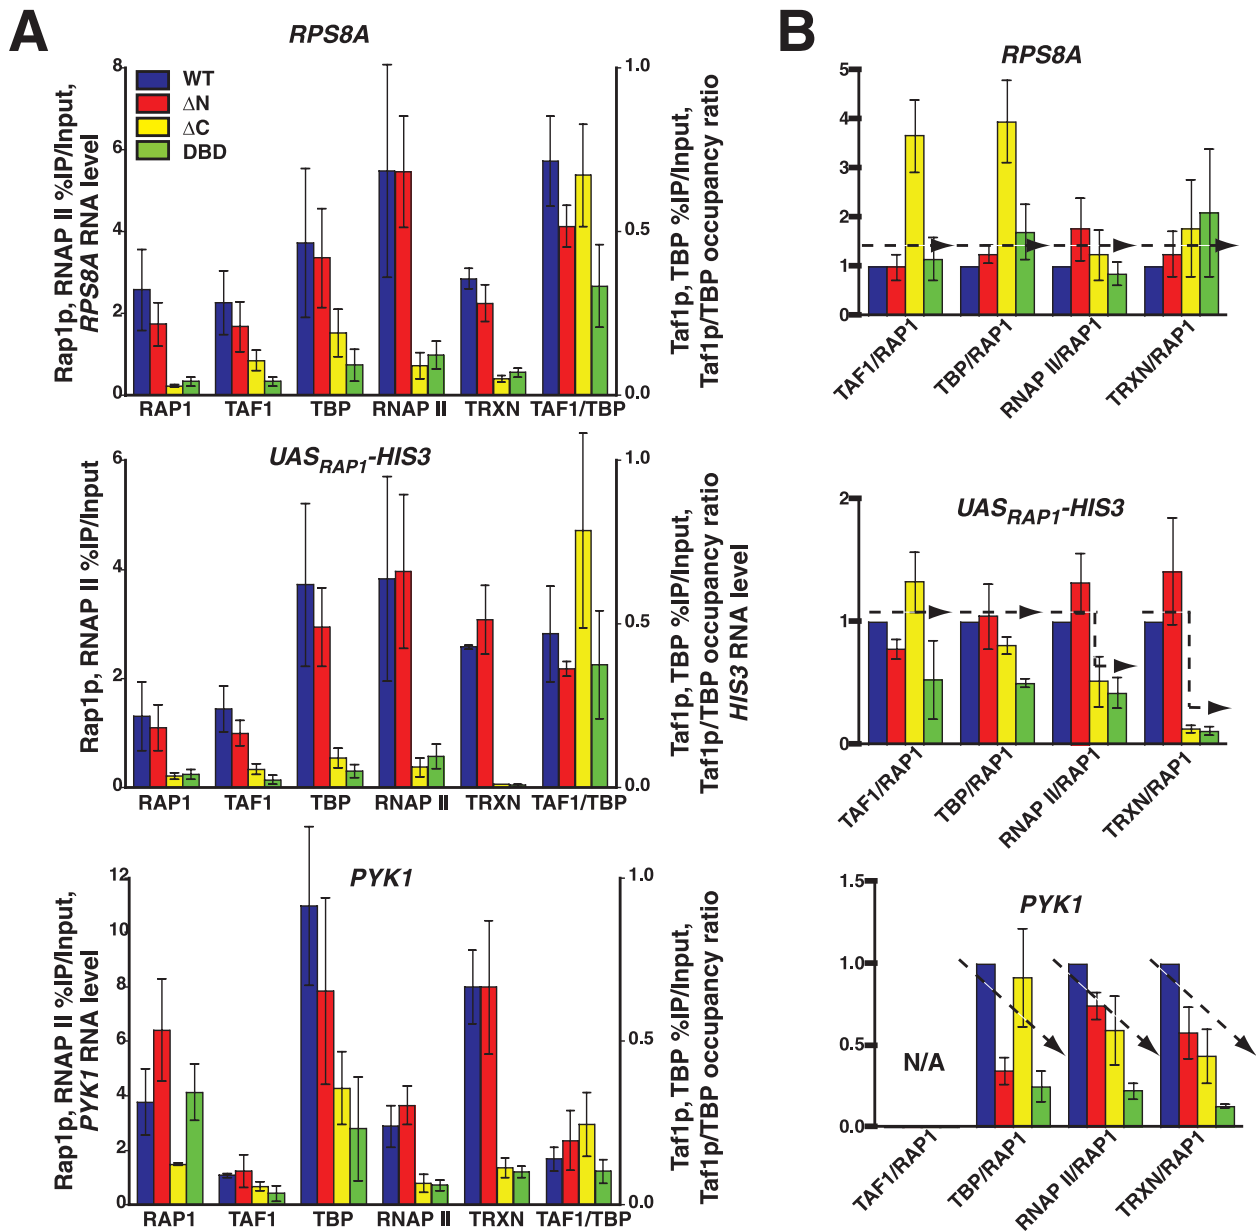 A
RPS8A
WT
ΔN
ΔC
DBD
Rap1p, RNAP II %IP/Input,
RPS8A RNA level
8
6
4
2
0
1.0
0.5
0.0
Taf1p, TBP %IP/Input,
Taf1p/TBP occupancy ratio
RAP1 TAF1 TBP RNAP II TRXN TAF1/TBP
UASRAP1-HIS3
Rap1p, RNAP II %IP/Input
6
4
2
0
1.0
0.5
0.0
Taf1p, TBP %IP/Input,
Taf1p/TBP occupancy ratio
HIS3 RNA level
RAP1 TAF1 TBP RNAP II TRXN TAF1/TBP
PYK1
Rap1p, RNAP II %IP/Input,
PYK1 RNA level
12
10
8
6
4
2
0
1.0
0.5
0.0
Taf1p, TBP %IP/Input,
Taf1p/TBP occupancy ratio
RAP1 TAF1 TBP RNAP II TRXN TAF1/TBP
B
RPS8A
5
4
3
2
1
0
TAF1/RAP1
TBP/RAP1
RNAP II/RAP1
TRXN/RAP1
UASRAP1-HIS3
2
1
0
TAF1/RAP1
TBP/RAP1
RNAP II/RAP1
TRXN/RAP1
PYK1
1.5
1.0
0.5
0.0
N/A
TAF1/RAP1
TBP/RAP1
RNAP II/RAP1
TRXN/RAP1